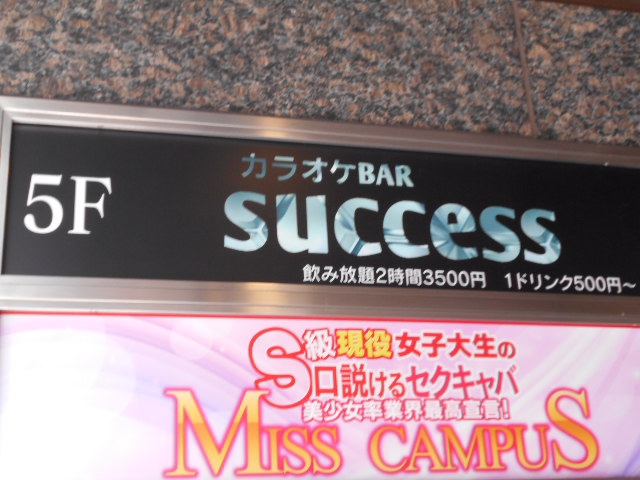 5F
カラオケBAR
success
飲み放題2時間3500円 1ドリンク500円～
S級現役女子大生の
口説けるセクキャバ
美少女率業界最高宣言!
MISS CAMPUS